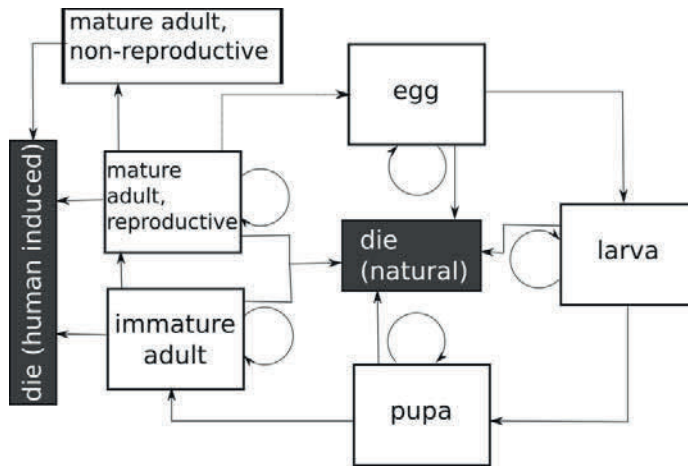 mature adult,
non-reproductive
egg
mature
adult,
reproductive
die (human induced)
die
(natural)
larva
immature
adult
pupa